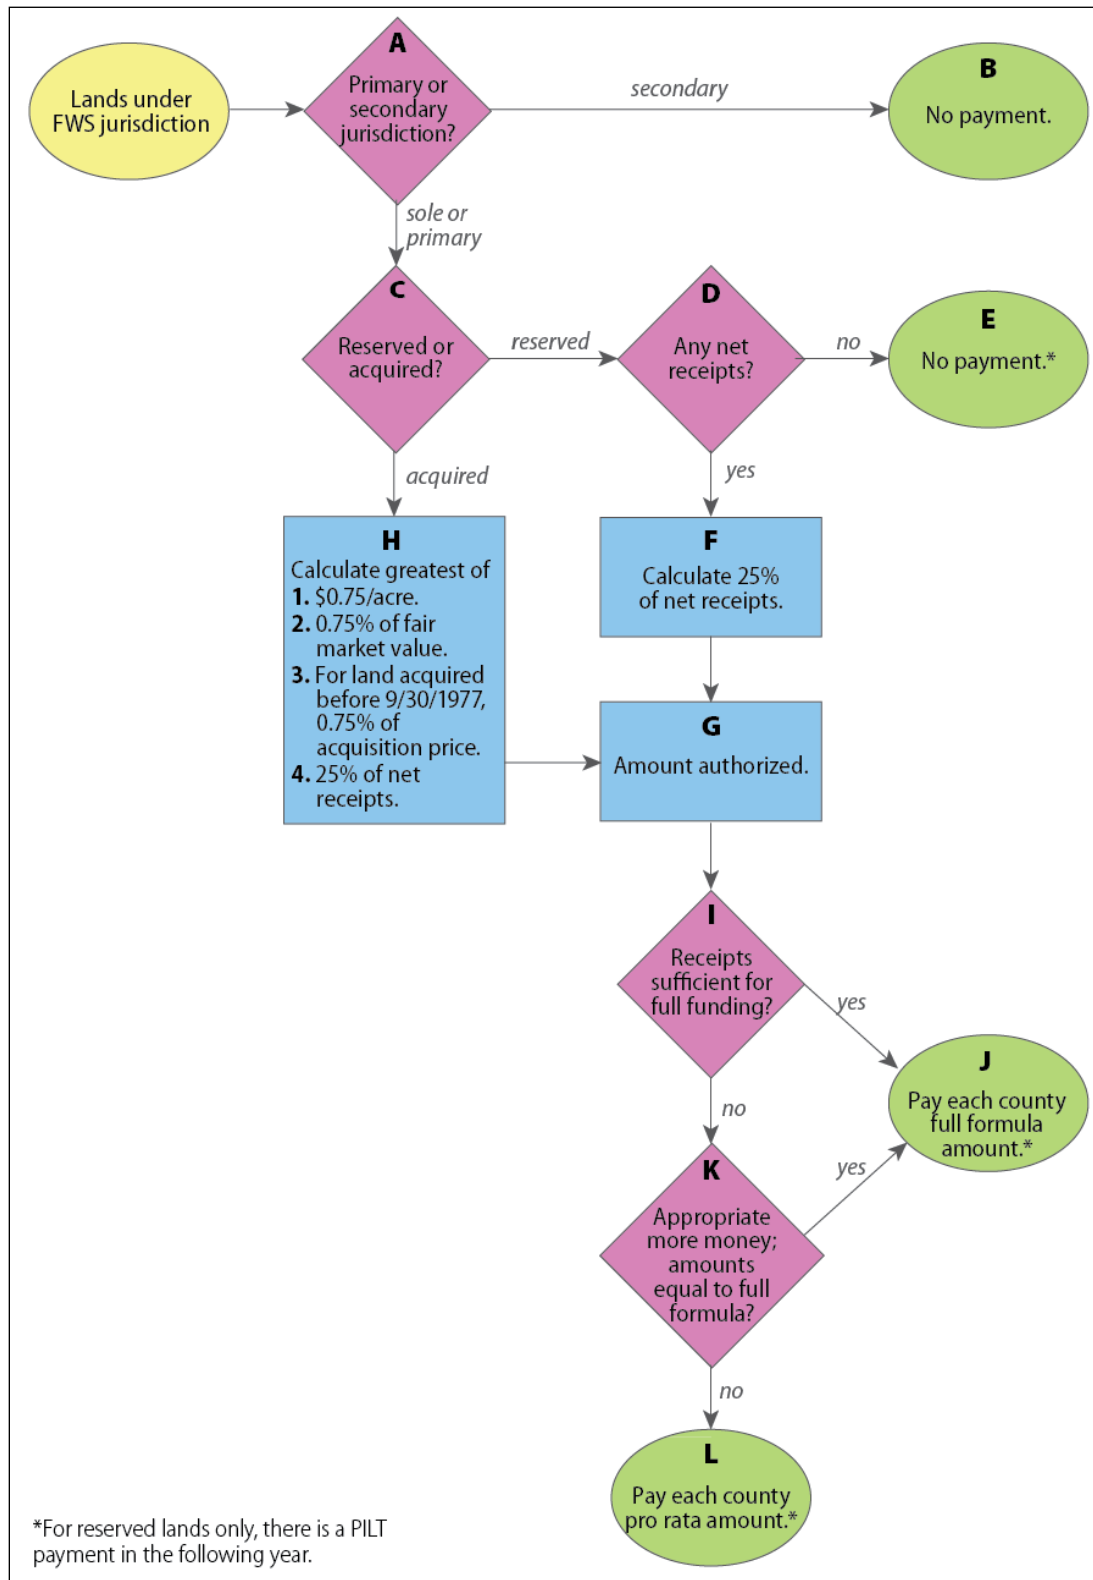 Lands under
FWS jurisdiction
A
Primary or
secondary
jurisdiction?
secondary
B
No payment.
sole or
primary
C
Reserved or
acquired?
reserved
D
Any net
receipts?
no
E
No payment.*
acquired
yes
H
Calculate greatest of
1. $0.75/acre.
2. 0.75% of fair
market value.
3. For land acquired
before 9/30/1977,
0.75% of
acquisition price.
4. 25% of net
receipts.
F
Calculate 25%
of net receipts.
G
Amount authorized.
I
Receipts
sufficient for
full funding?
yes
J
Pay each county
full formula
amount.*
no
K
Appropriate
more money;
amounts
equal to full
formula?
yes
no
L
Pay each county
pro rata amount.*
*For reserved lands only, there is a PILT
payment in the following year.